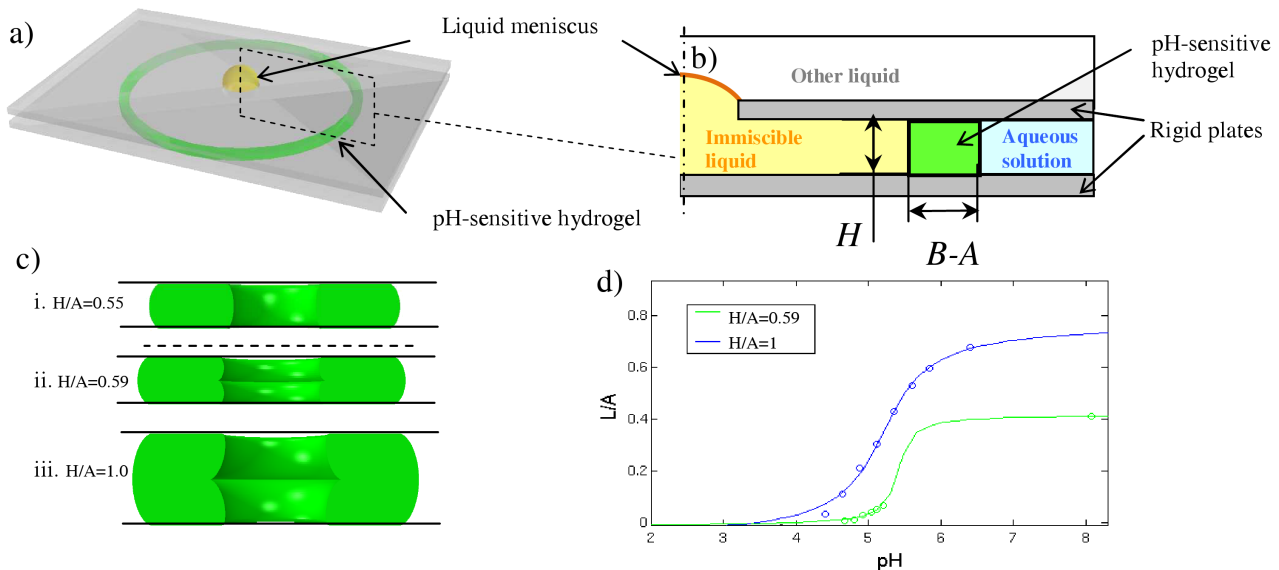 a)
Liquid meniscus
pH-sensitive hydrogel
b)
Other liquid
pH-sensitive
hydrogel
Immiscible
liquid
Aqueous
solution
Rigid plates
H
B-A
c)
i. H/A=0.55
ii. H/A=0.59
iii. H/A=1.0
d)
H/A=0.59
H/A=1
L/A
0.8
0.6
0.4
0.2
0
2 3 4 5 6 7 8
pH